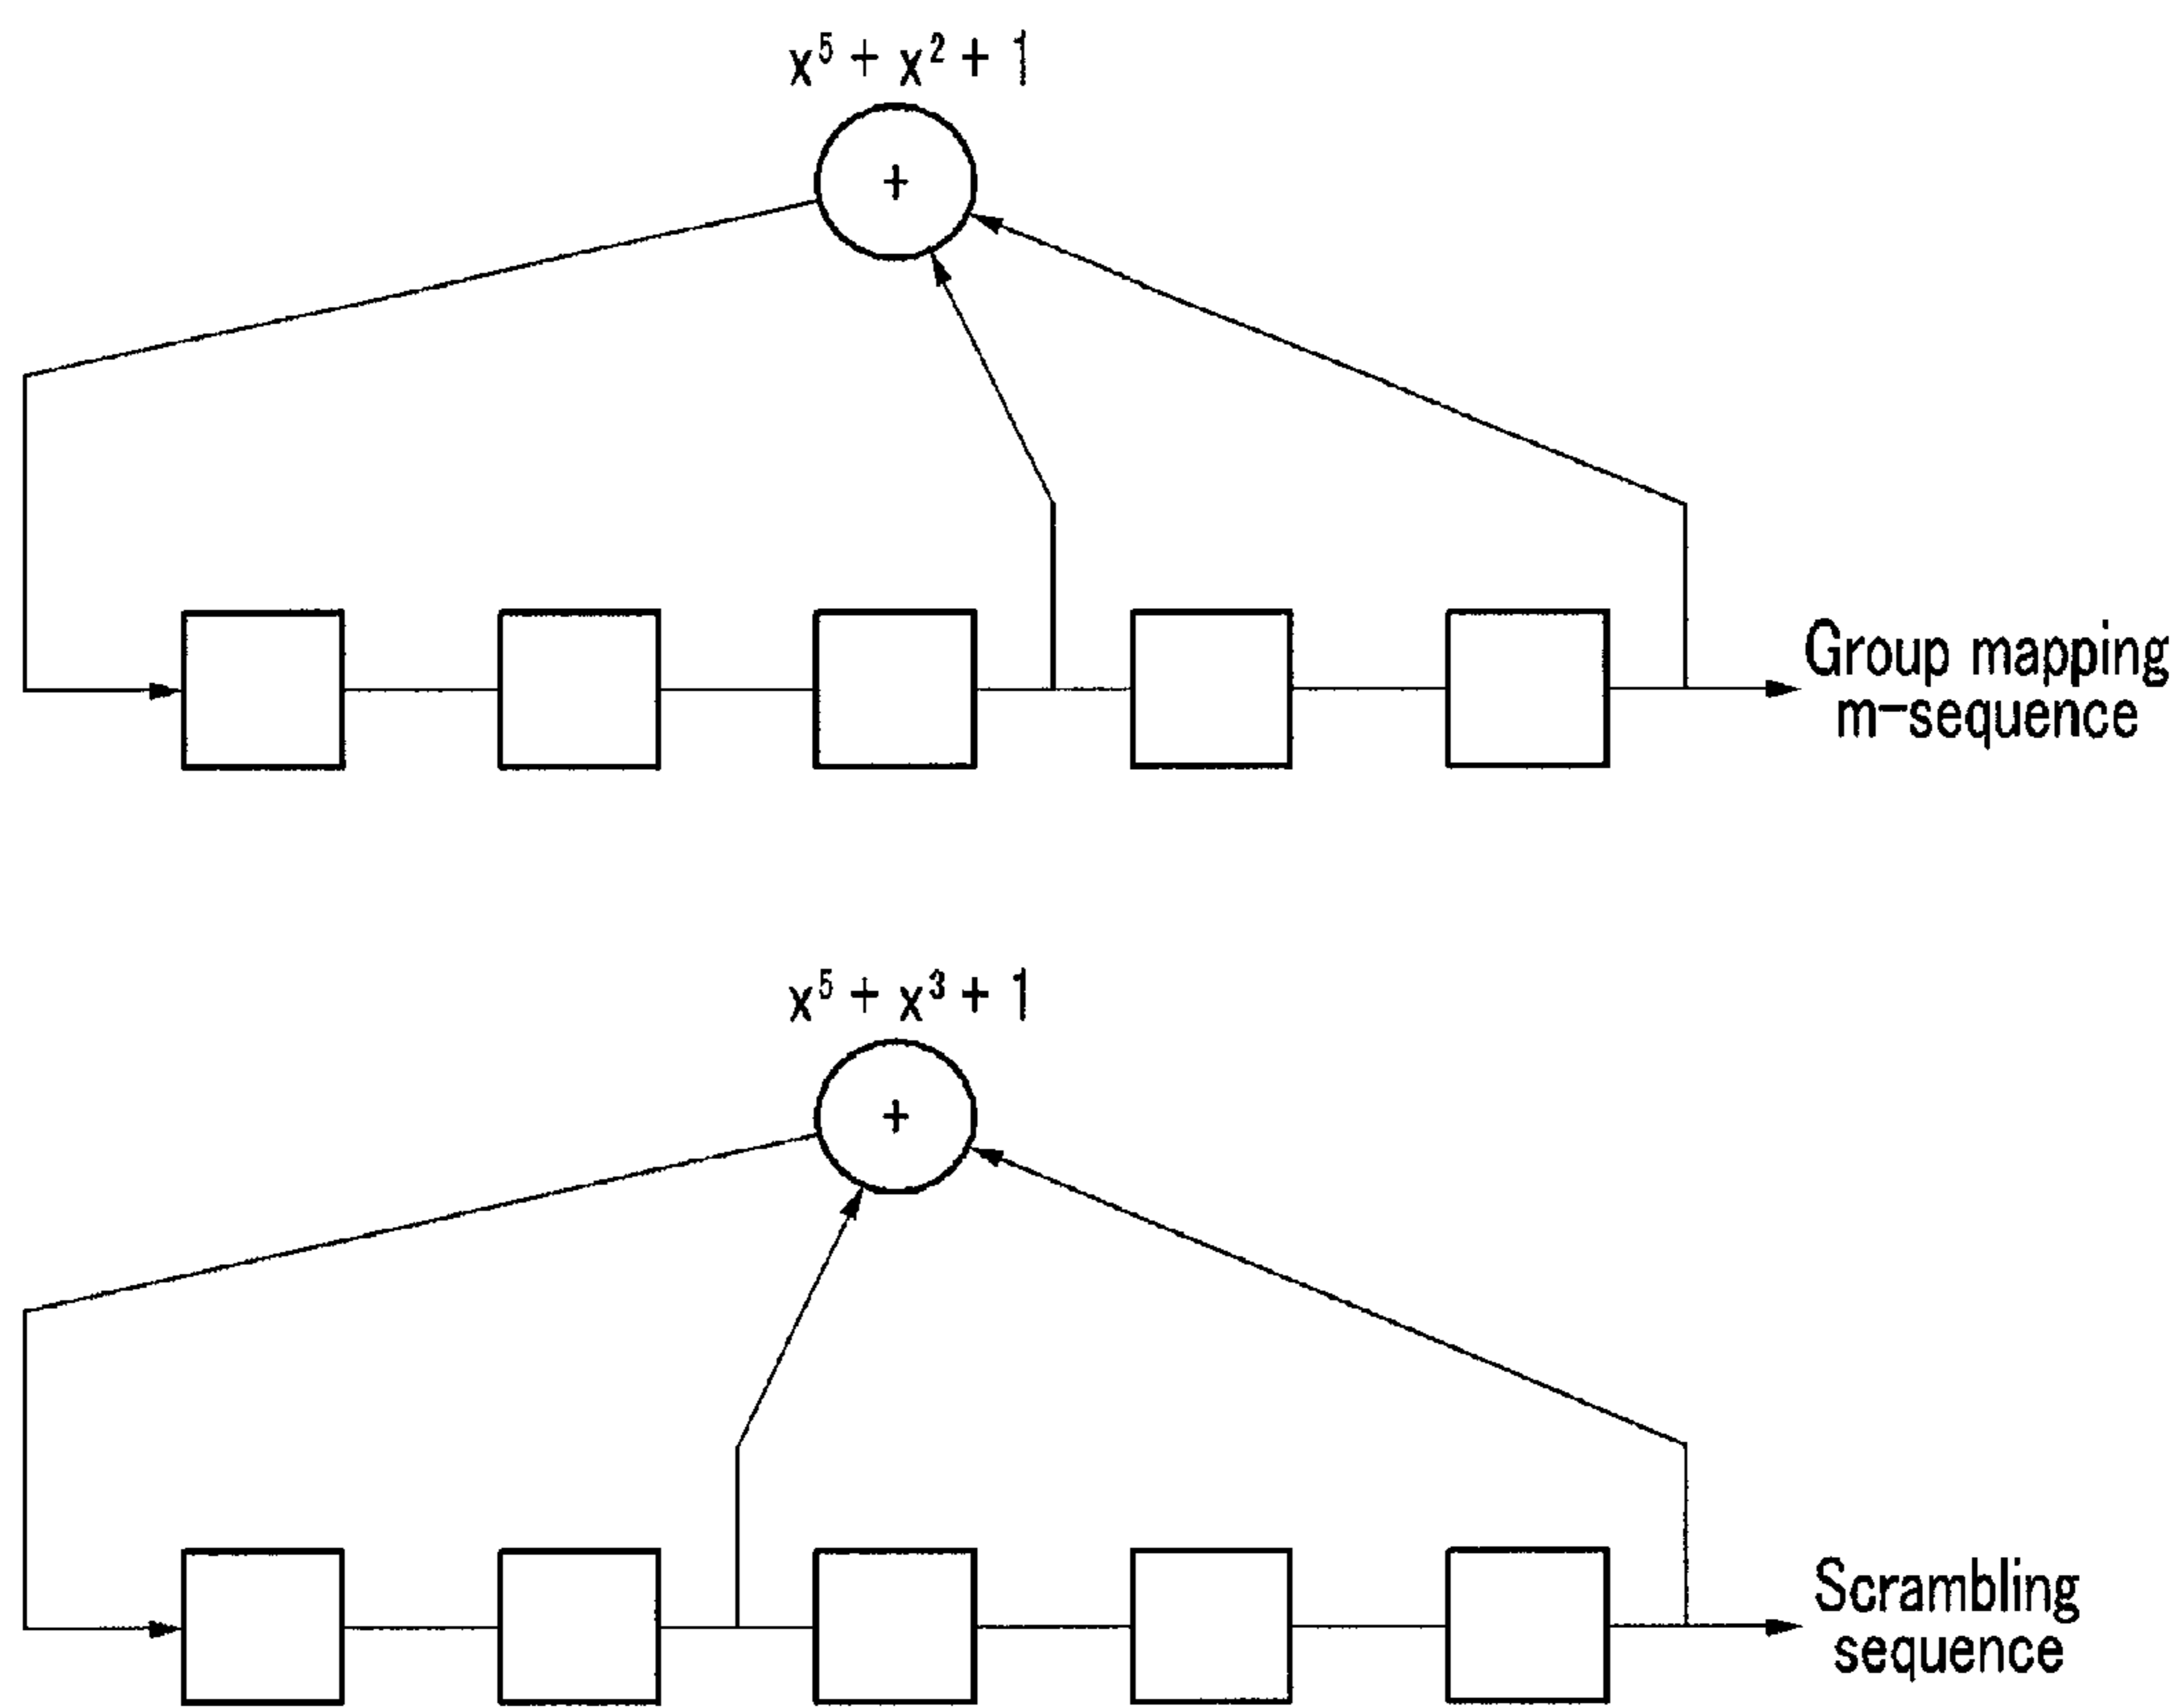 x⁵ + x² + 1
+
Group mapping
m-sequence
x⁵ + x³ + 1
+
Scrambling
sequence